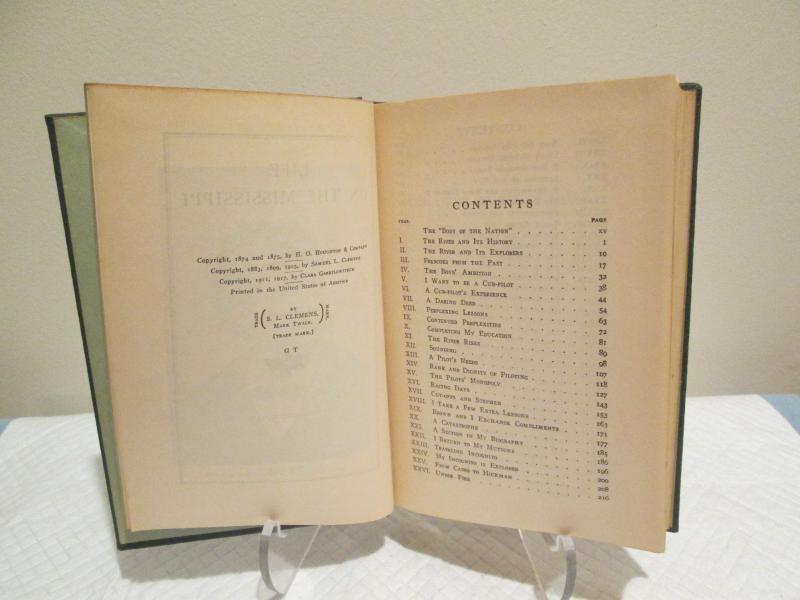 Copyright, 1874 and 1875, by H. O. Houghton & Company
Copyright, 1883, 1899, 1903, by Samuel L. Clemens
Copyright, 1911, 1917, by Clara Gabrilowitsch
Printed in the United States of America
BY
TRADE S. L. CLEMENS, MARK
MARK TWAIN.
[TRADE MARK.]
G T
CONTENTS
CHAP. PAGE
The "Body of the Nation" xv
I. The River and Its History 1
II. The River and Its Explorers 10
III. Frescoes from the Past 17
IV. The Boys' Ambition 32
V. I Want to be a Cub-pilot 38
VI. A Cub-pilot's Experience 44
VII. A Daring Deed 54
VIII. Perplexing Lessons 63
IX. Continued Perplexities 72
X. Completing My Education 81
XI. The River Rises 89
XII. Sounding 98
XIII. A Pilot's Needs 107
XIV Rank and Dignity of Piloting 118
XV. The Pilots' Monopoly 127
XVI. Racing Days 143
XVII. Cut-offs and Stephen 153
XVIII. I Take a Few Extra Lessons 163
XIX. Brown and I Exchange Compliments 171
XX. A Catastrophe 177
XXI. A Section in My Biography 185
XXII. I Return to My Muttons 186
XXIII. Traveling Incognito 196
XXIV. My Incognito is Exploded 200
XXV. From Cairo to Hickman 208
XXVI. Under Fire 216